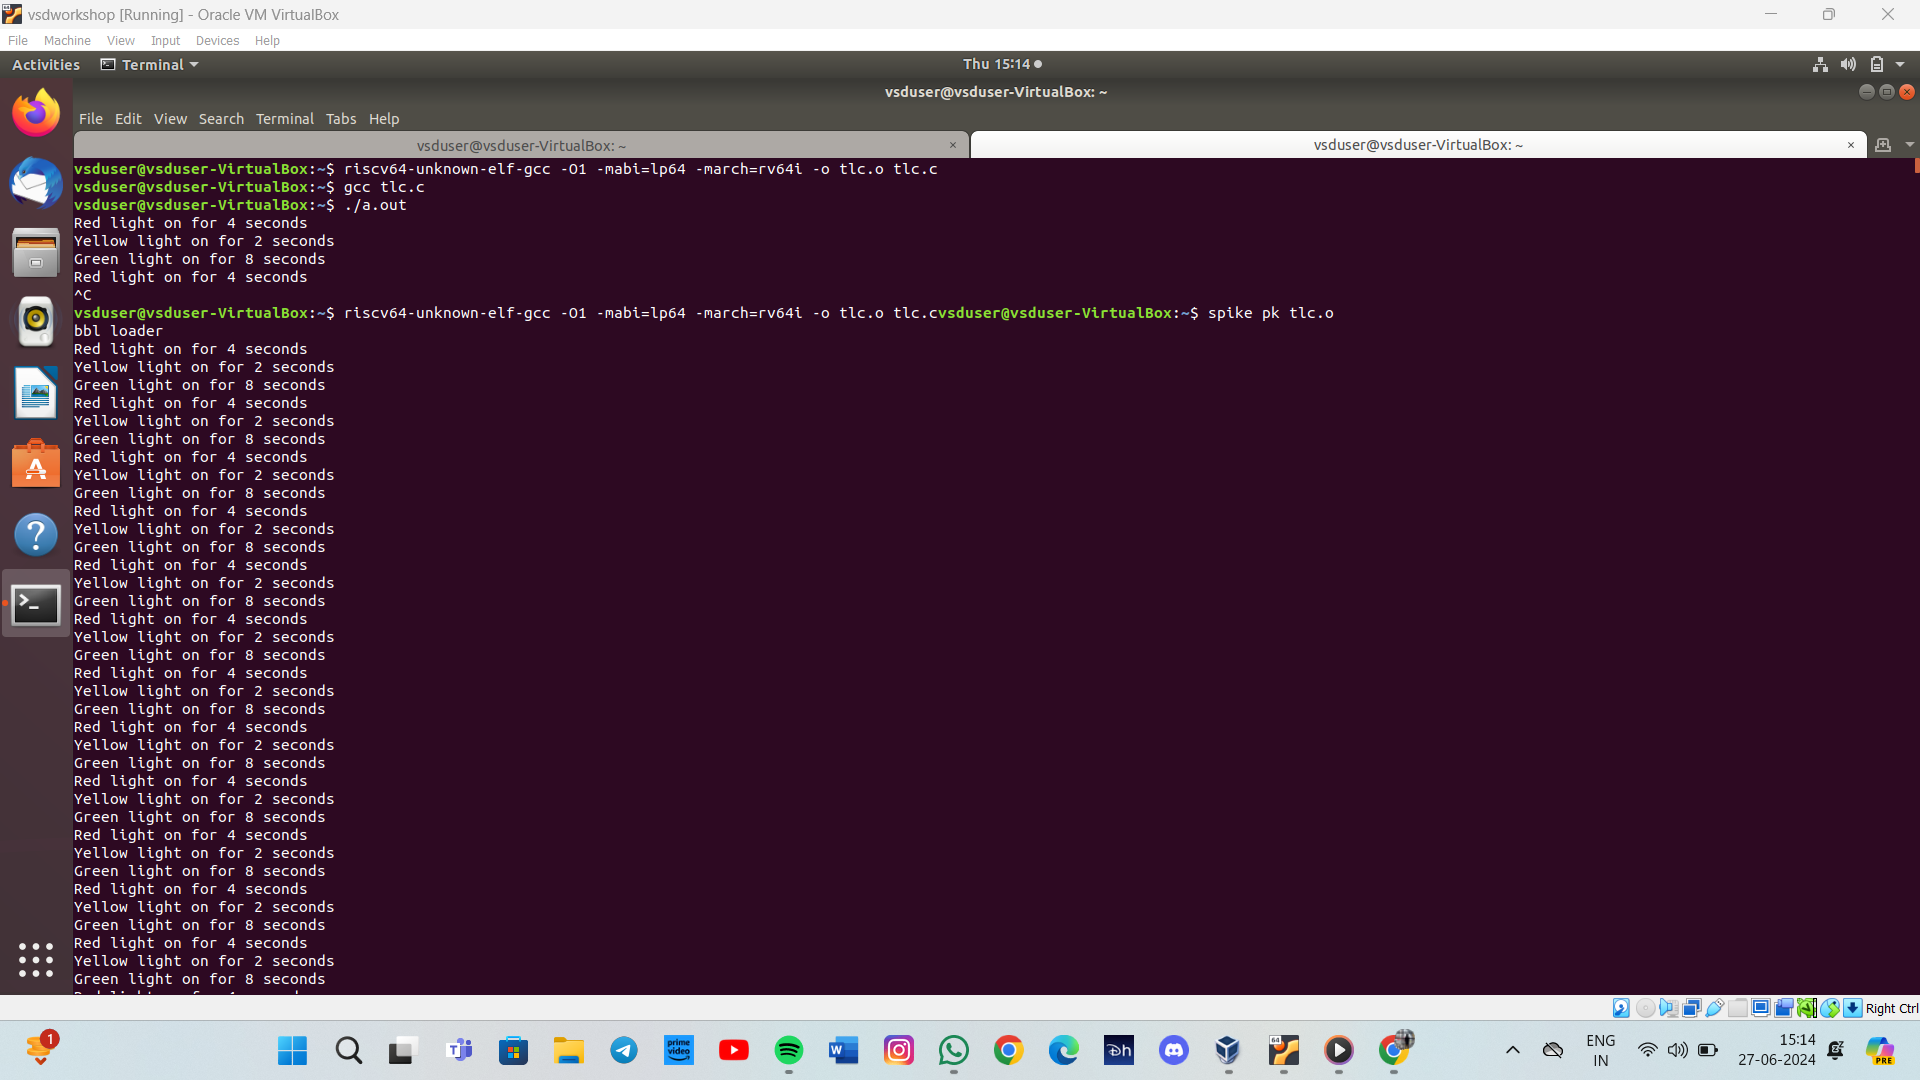 vsdworkshop [Running] - Oracle VM VirtualBox
File Machine View Input Devices Help
Activities Terminal Thu 15:14
vsduser@vsduser-VirtualBox: ~
File Edit View Search Terminal Tabs Help
vsduser@vsduser-VirtualBox: ~ × vsduser@vsduser-VirtualBox: ~ ×
vsduser@vsduser-VirtualBox:~$ riscv64-unknown-elf-gcc -O1 -mabi=lp64 -march=rv64i -o tlc.o tlc.c
vsduser@vsduser-VirtualBox:~$ gcc tlc.c
vsduser@vsduser-VirtualBox:~$ ./a.out
Red light on for 4 seconds
Yellow light on for 2 seconds
Green light on for 8 seconds
Red light on for 4 seconds
^C
vsduser@vsduser-VirtualBox:~$ riscv64-unknown-elf-gcc -O1 -mabi=lp64 -march=rv64i -o tlc.o tlc.cvsduser@vsduser-VirtualBox:~$ spike pk tlc.o
bbl loader
Red light on for 4 seconds
Yellow light on for 2 seconds
Green light on for 8 seconds
Red light on for 4 seconds
Yellow light on for 2 seconds
Green light on for 8 seconds
Red light on for 4 seconds
Yellow light on for 2 seconds
Green light on for 8 seconds
Red light on for 4 seconds
Yellow light on for 2 seconds
Green light on for 8 seconds
Red light on for 4 seconds
Yellow light on for 2 seconds
Green light on for 8 seconds
Red light on for 4 seconds
Yellow light on for 2 seconds
Green light on for 8 seconds
Red light on for 4 seconds
Yellow light on for 2 seconds
Green light on for 8 seconds
Red light on for 4 seconds
Yellow light on for 2 seconds
Green light on for 8 seconds
Red light on for 4 seconds
Yellow light on for 2 seconds
Green light on for 8 seconds
Red light on for 4 seconds
Yellow light on for 2 seconds
Green light on for 8 seconds
Red light on for 4 seconds
Yellow light on for 2 seconds
Green light on for 8 seconds
Red light on for 4 seconds
Yellow light on for 2 seconds
Green light on for 8 seconds
Right Ctrl
1
prime video
W
Dh
64
ENG
IN
15:14
27-06-2024
PRE